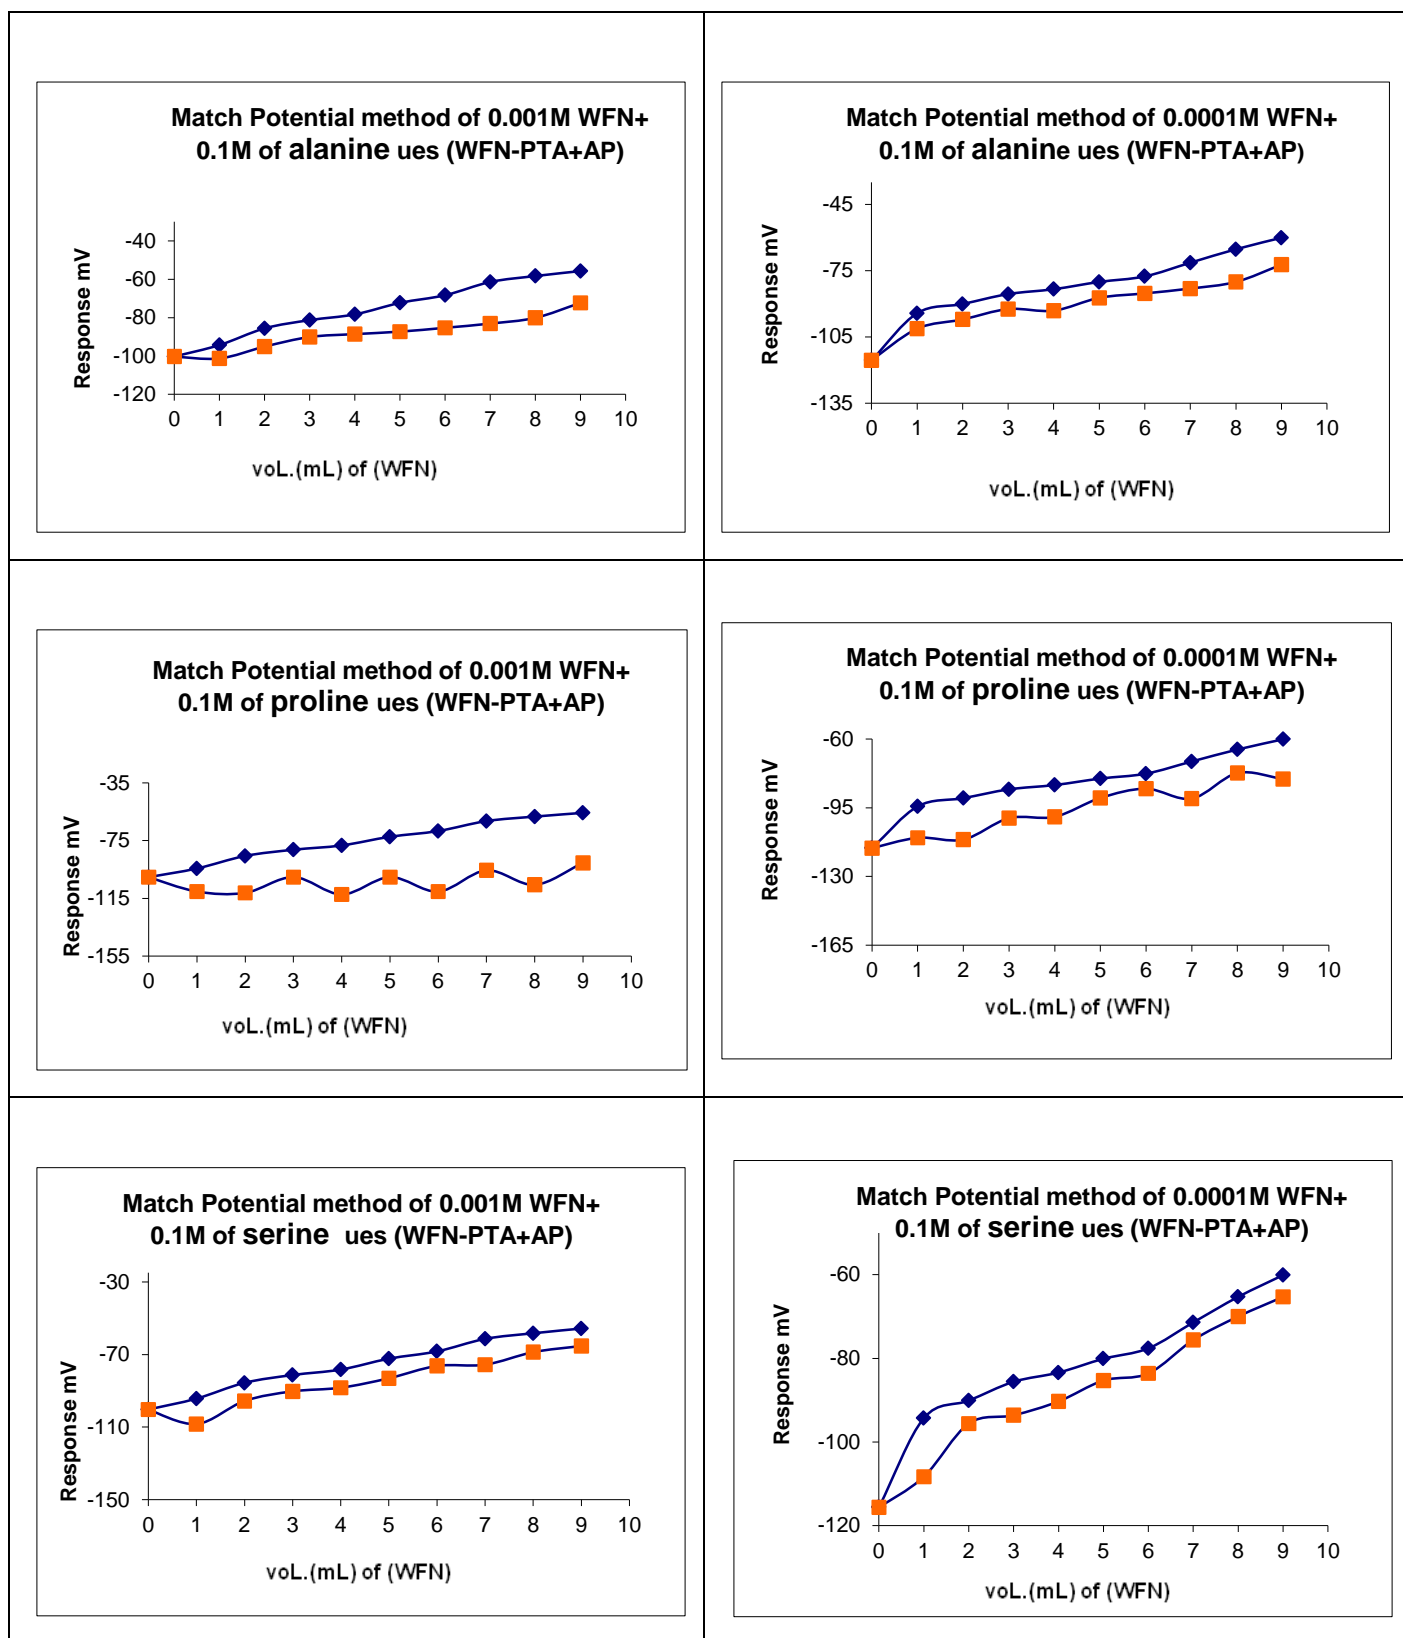 Match Potential method of 0.001M WFN+
0.1M of alanine ues (WFN-PTA+AP)
Response mV
-40
-60
-80
-100
-120
0 1 2 3 4 5 6 7 8 9 10
voL.(mL) of (WFN)
Match Potential method of 0.0001M WFN+
0.1M of alanine ues (WFN-PTA+AP)
Response mV
-45
-75
-105
-135
0 1 2 3 4 5 6 7 8 9 10
voL.(mL) of (WFN)
Match Potential method of 0.001M WFN+
0.1M of proline ues (WFN-PTA+AP)
Response mV
-35
-75
-115
-155
0 1 2 3 4 5 6 7 8 9 10
voL.(mL) of (WFN)
Match Potential method of 0.0001M WFN+
0.1M of proline ues (WFN-PTA+AP)
Response mV
-60
-95
-130
-165
0 1 2 3 4 5 6 7 8 9 10
voL.(mL) of (WFN)
Match Potential method of 0.001M WFN+
0.1M of serine ues (WFN-PTA+AP)
Response mV
-30
-70
-110
-150
0 1 2 3 4 5 6 7 8 9 10
voL.(mL) of (WFN)
Match Potential method of 0.0001M WFN+
0.1M of serine ues (WFN-PTA+AP)
Response mV
-60
-80
-100
-120
0 1 2 3 4 5 6 7 8 9 10
voL.(mL) of (WFN)